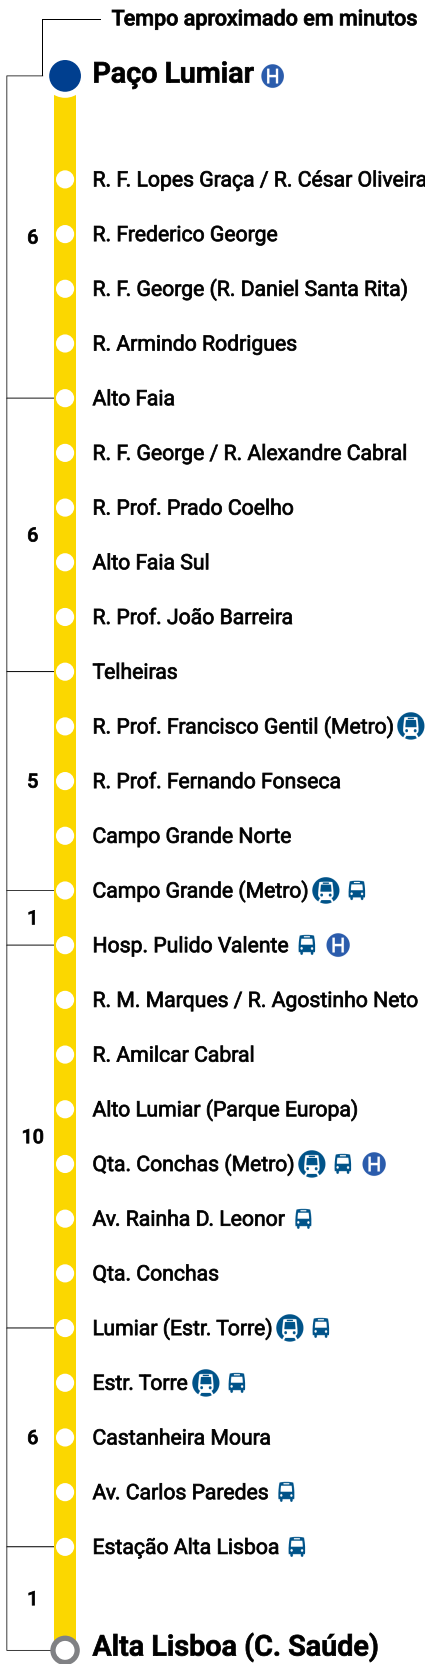 Tempo aproximado em minutos
Paço Lumiar H
R. F. Lopes Graça / R. César Oliveira
6
R. Frederico George
R. F. George (R. Daniel Santa Rita)
R. Armindo Rodrigues
Alto Faia
R. F. George / R. Alexandre Cabral
R. Prof. Prado Coelho
6
Alto Faia Sul
R. Prof. João Barreira
Telheiras
R. Prof. Francisco Gentil (Metro)
5
R. Prof. Fernando Fonseca
Campo Grande Norte
Campo Grande (Metro)
1
Hosp. Pulido Valente H
R. M. Marques / R. Agostinho Neto
R. Amilcar Cabral
Alto Lumiar (Parque Europa)
10
Qta. Conchas (Metro) H
Av. Rainha D. Leonor
Qta. Conchas
Lumiar (Estr. Torre)
Estr. Torre
6
Castanheira Moura
Av. Carlos Paredes
Estação Alta Lisboa
1
Alta Lisboa (C. Saúde)